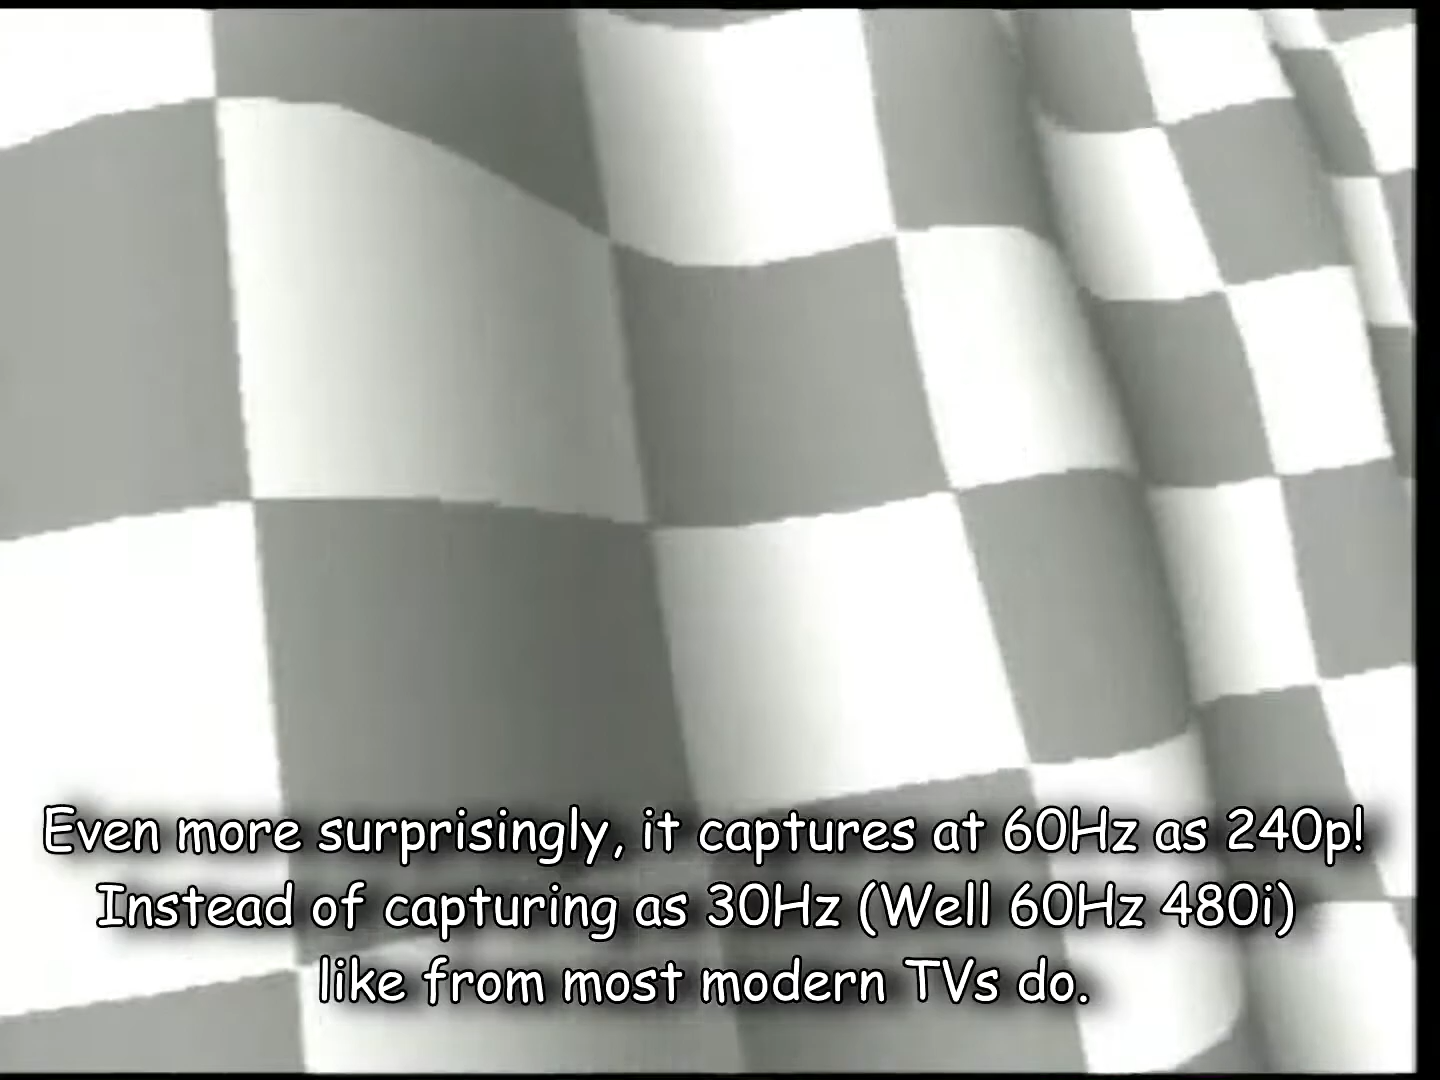 Even more surprisingly, it captures at 60Hz as 240p!
Instead of capturing as 30Hz (Well 60Hz 480i)
like from most modern TVs do.